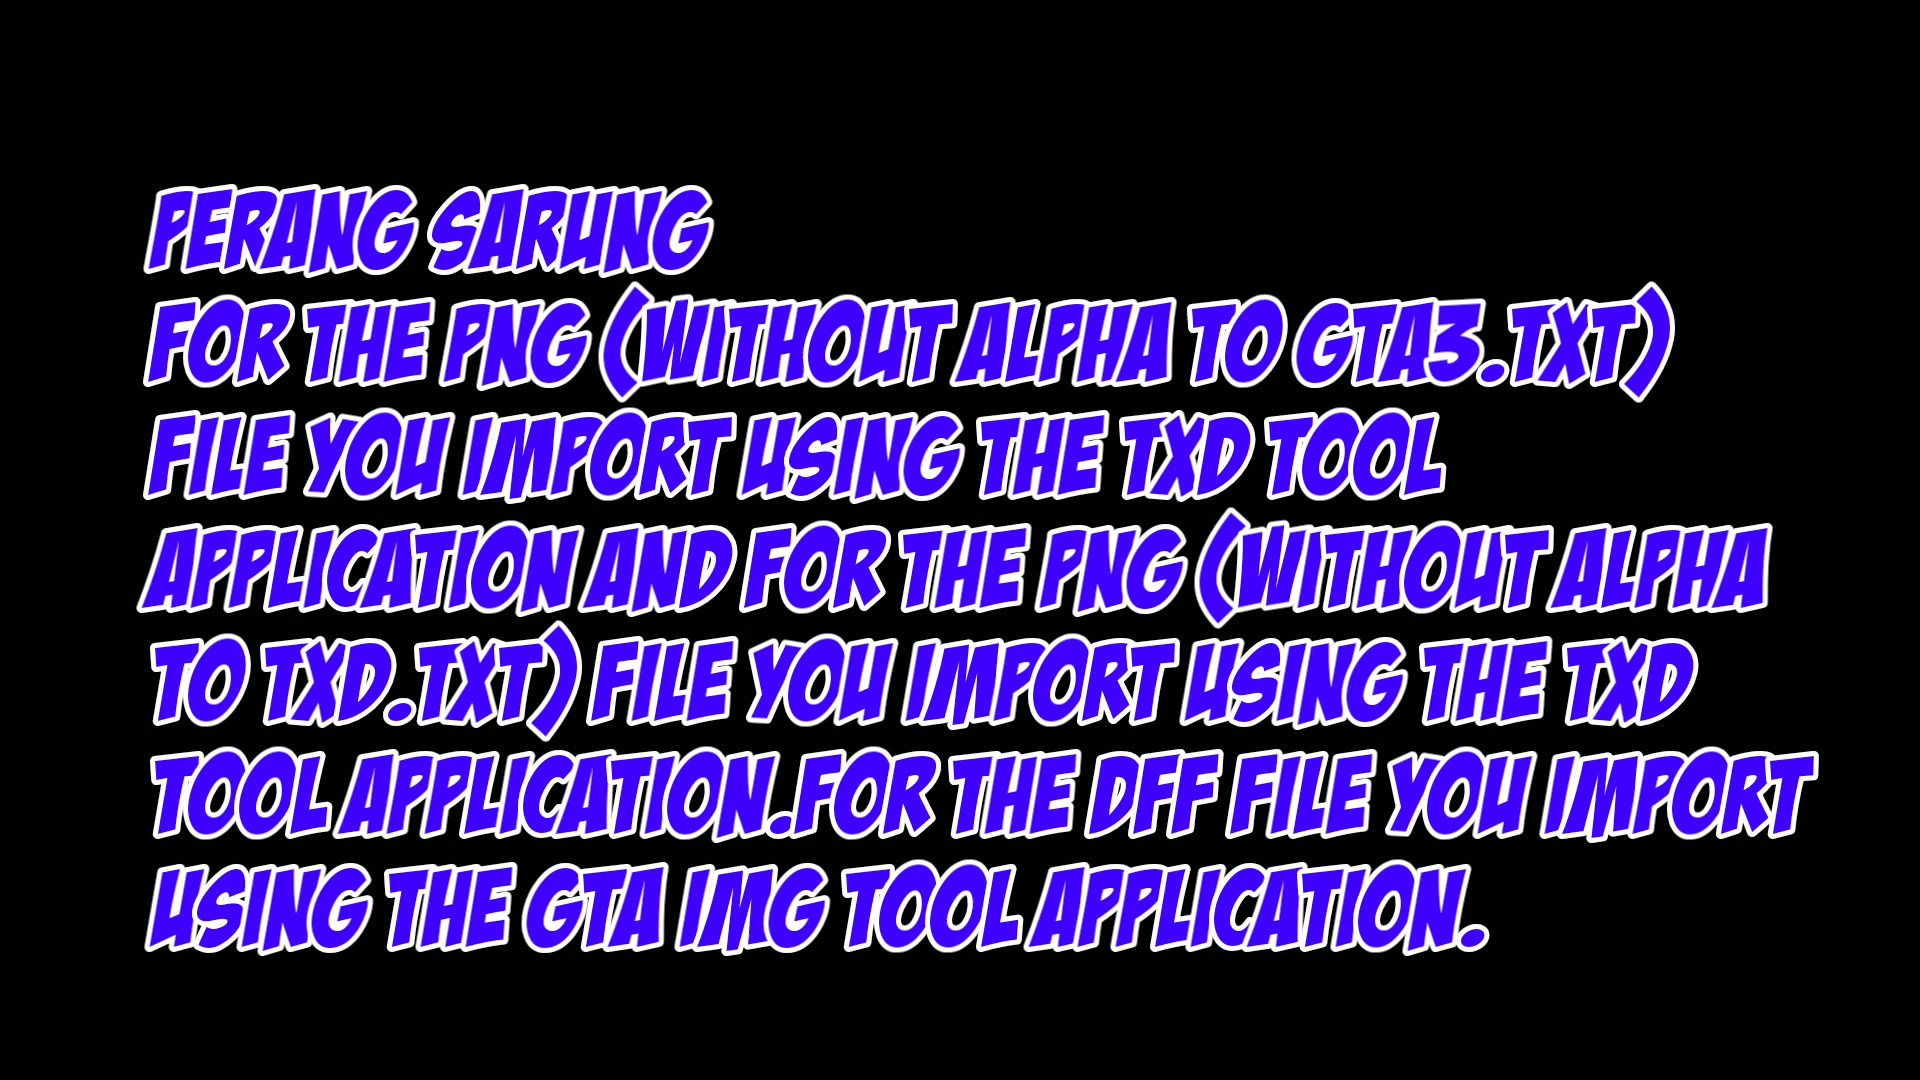 PERANG SARUNG
FOR THE PNG (WITHOUT ALPHA TO GTA3.TXT)
FILE YOU IMPORT USING THE TXD TOOL
APPLICATION AND FOR THE PNG (WITHOUT ALPHA
TO TXD.TXT) FILE YOU IMPORT USING THE TXD
TOOL APPLICATION.FOR THE DFF FILE YOU IMPORT
USING THE GTA IMG TOOL APPLICATION.